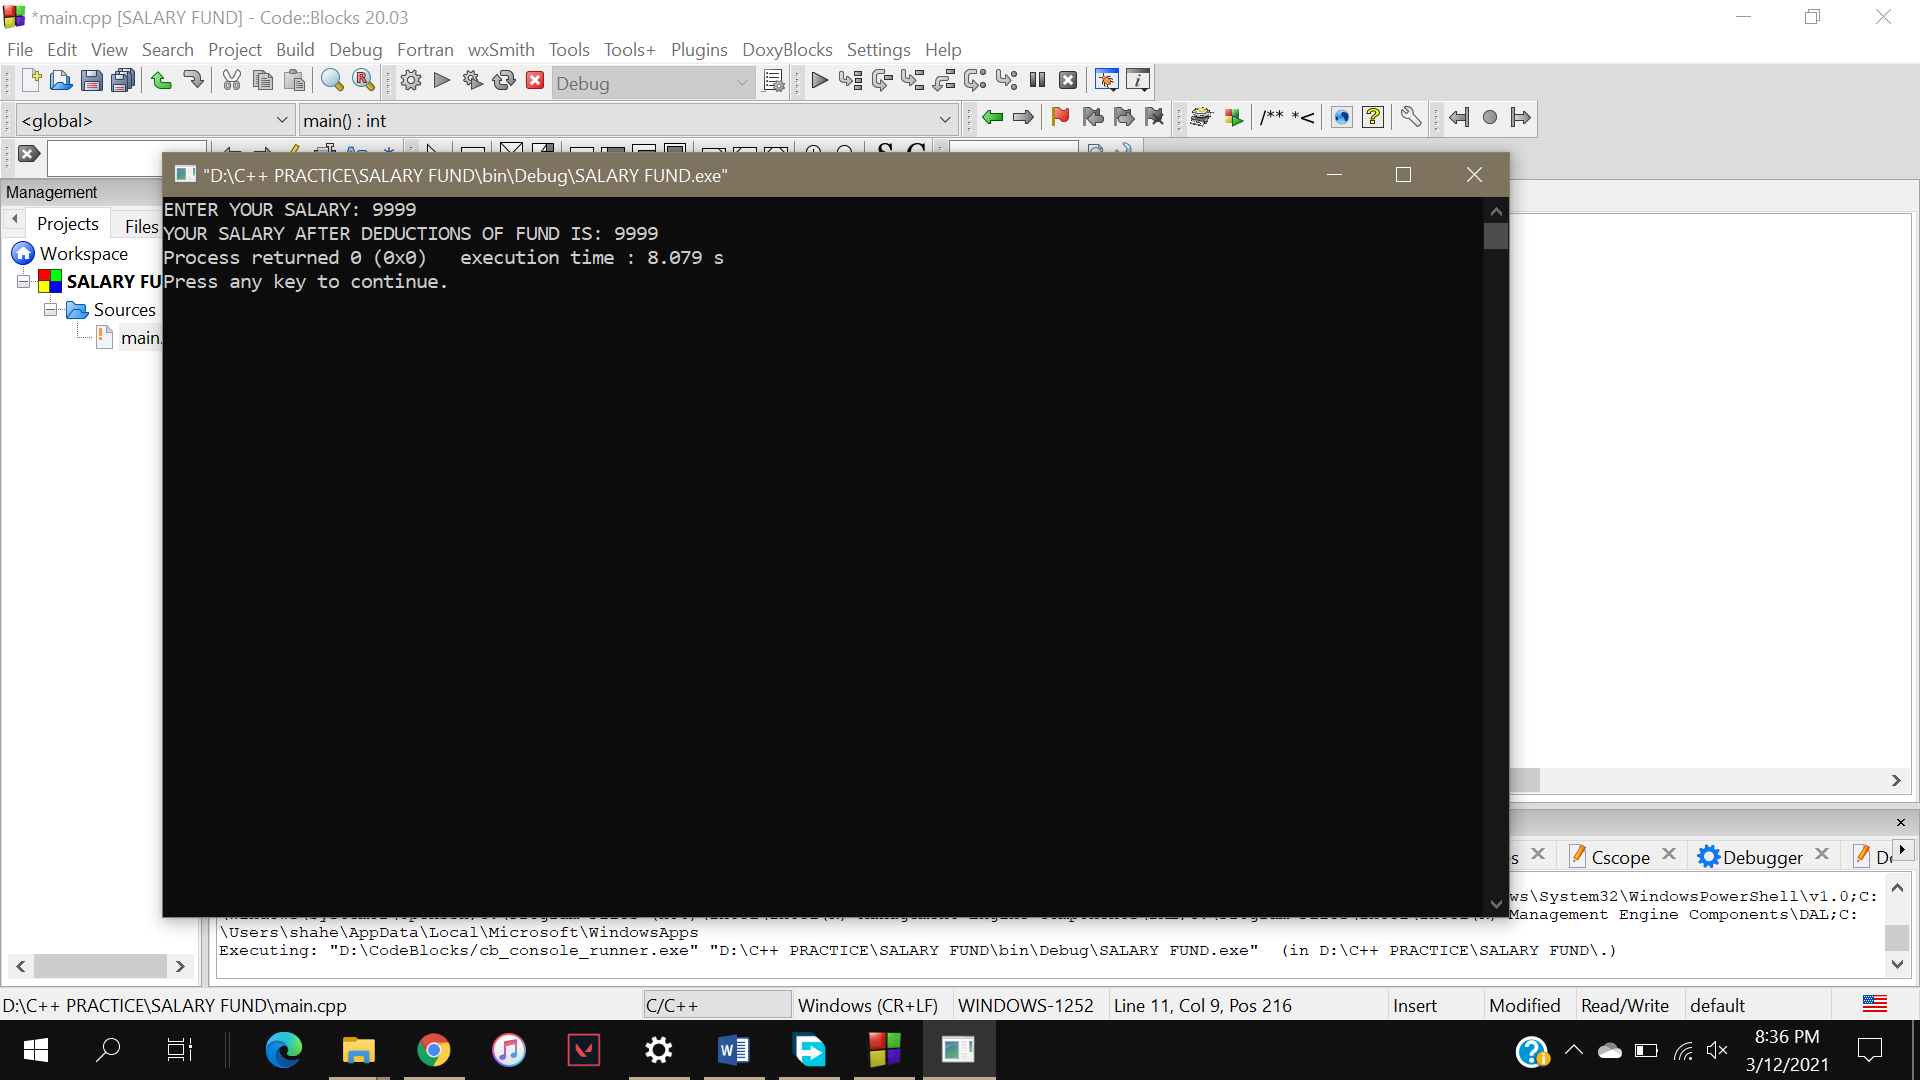 *main.cpp [SALARY FUND] - Code::Blocks 20.03
File Edit View Search Project Build Debug Fortran wxSmith Tools Tools+ Plugins DoxyBlocks Settings Help
Debug
<global> main() : int /** *<
"D:\C++ PRACTICE\SALARY FUND\bin\Debug\SALARY FUND.exe"
Management
Projects Files
Workspace
SALARY FU
Sources
main.
ENTER YOUR SALARY: 9999
YOUR SALARY AFTER DEDUCTIONS OF FUND IS: 9999
Process returned 0 (0x0)   execution time : 8.079 s
Press any key to continue.
Cscope Debugger
ws\System32\WindowsPowerShell\v1.0;C:
Management Engine Components\DAL;C:
\Users\shahe\AppData\Local\Microsoft\WindowsApps
Executing: "D:\CodeBlocks/cb_console_runner.exe" "D:\C++ PRACTICE\SALARY FUND\bin\Debug\SALARY FUND.exe"  (in D:\C++ PRACTICE\SALARY FUND\.)
D:\C++ PRACTICE\SALARY FUND\main.cpp C/C++ Windows (CR+LF) WINDOWS-1252 Line 11, Col 9, Pos 216 Insert Modified Read/Write default
8:36 PM
3/12/2021